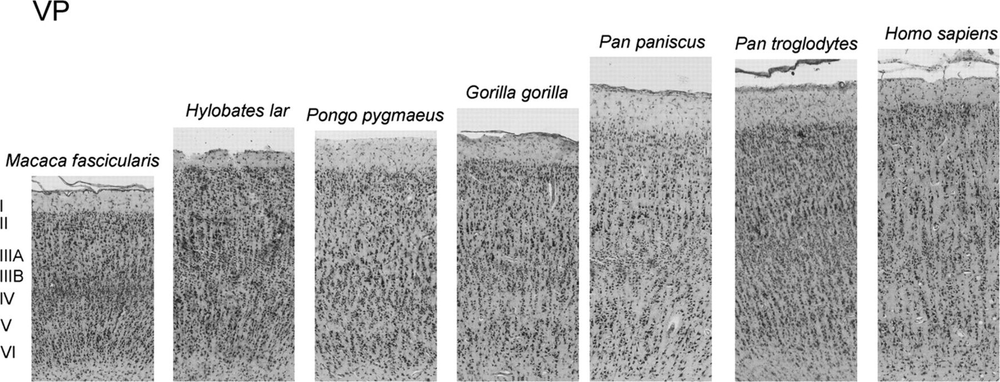 VP
Macaca fascicularis
Hylobates lar
Pongo pygmaeus
Gorilla gorilla
Pan paniscus
Pan troglodytes
Homo sapiens
I
II
IIIA
IIIB
IV
V
VI